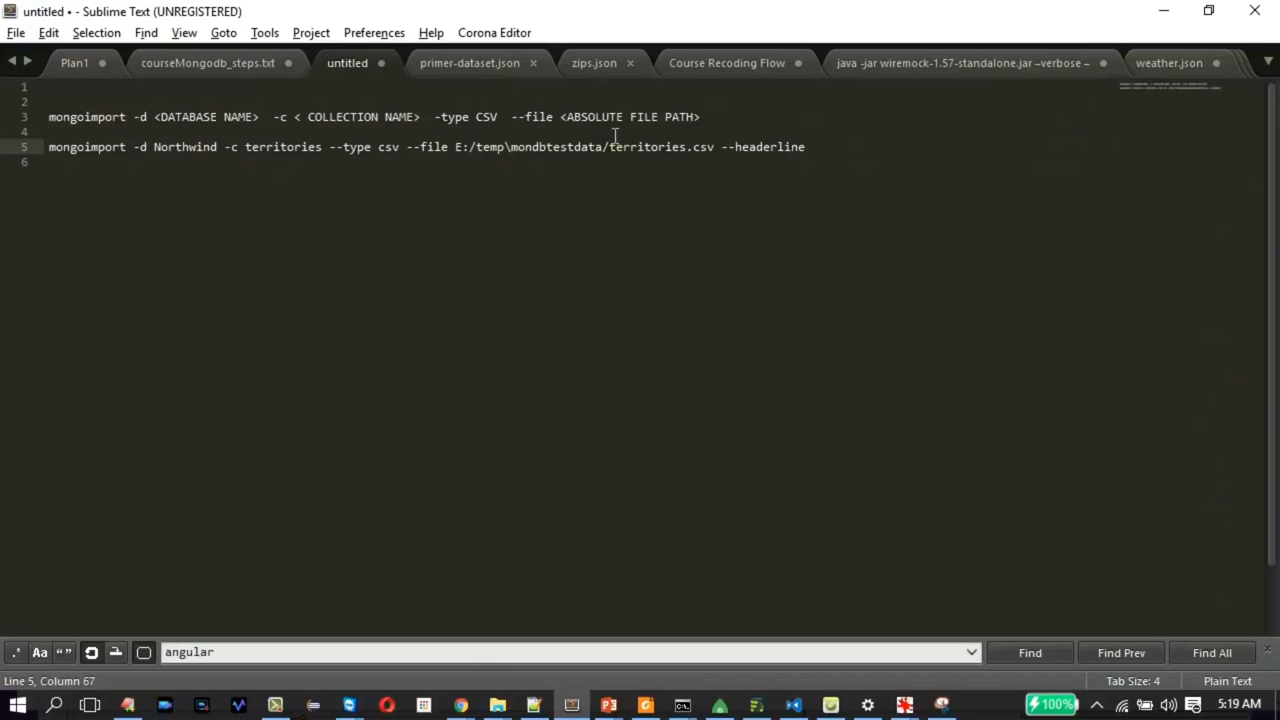 untitled • - Sublime Text (UNREGISTERED)
File Edit Selection Find View Goto Tools Project Preferences Help Corona Editor
Plan1 courseMongodb_steps.txt untitled primer-dataset.json zips.json Course Recoding Flow java -jar wiremock-1.57-standalone.jar –verbose – weather.json
1
2
3 mongoimport -d <DATABASE NAME> -c < COLLECTION NAME> -type CSV --file <ABSOLUTE FILE PATH>
4
5 mongoimport -d Northwind -c territories --type csv --file E:/temp\mondbtestdata/territories.csv --headerline
6
.* Aa “” angular Find Find Prev Find All
Line 5, Column 67 Tab Size: 4 Plain Text
100% 5:19 AM